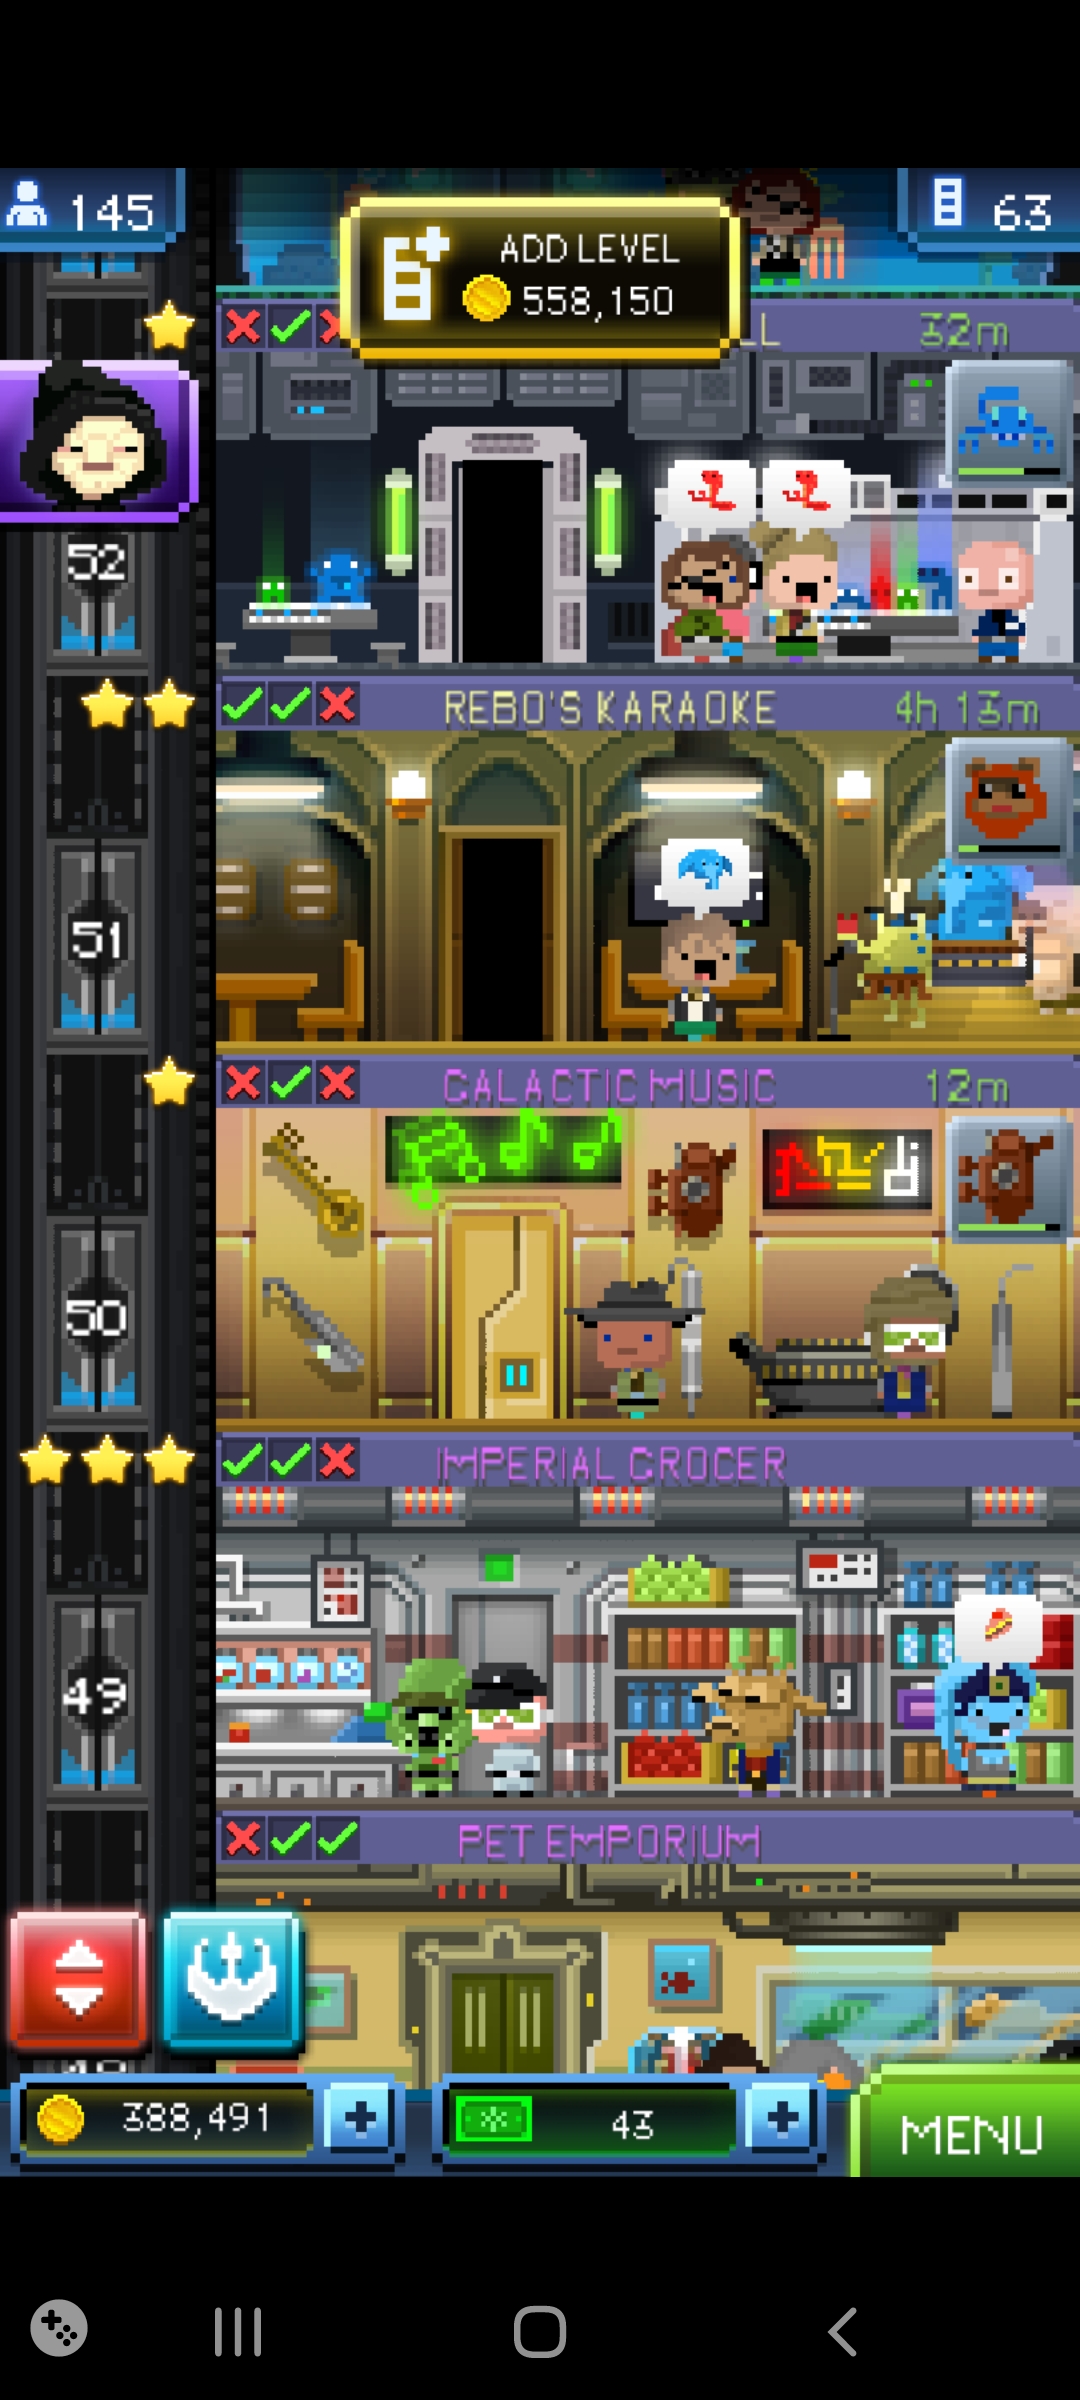 145
63
ADD LEVEL
558,150
LL 32m
52
REBO'S KARAOKE 4h 13m
51
GALACTIC MUSIC 12m
50
IMPERIAL GROCER
49
PET EMPORIUM
388,491
43
MENU